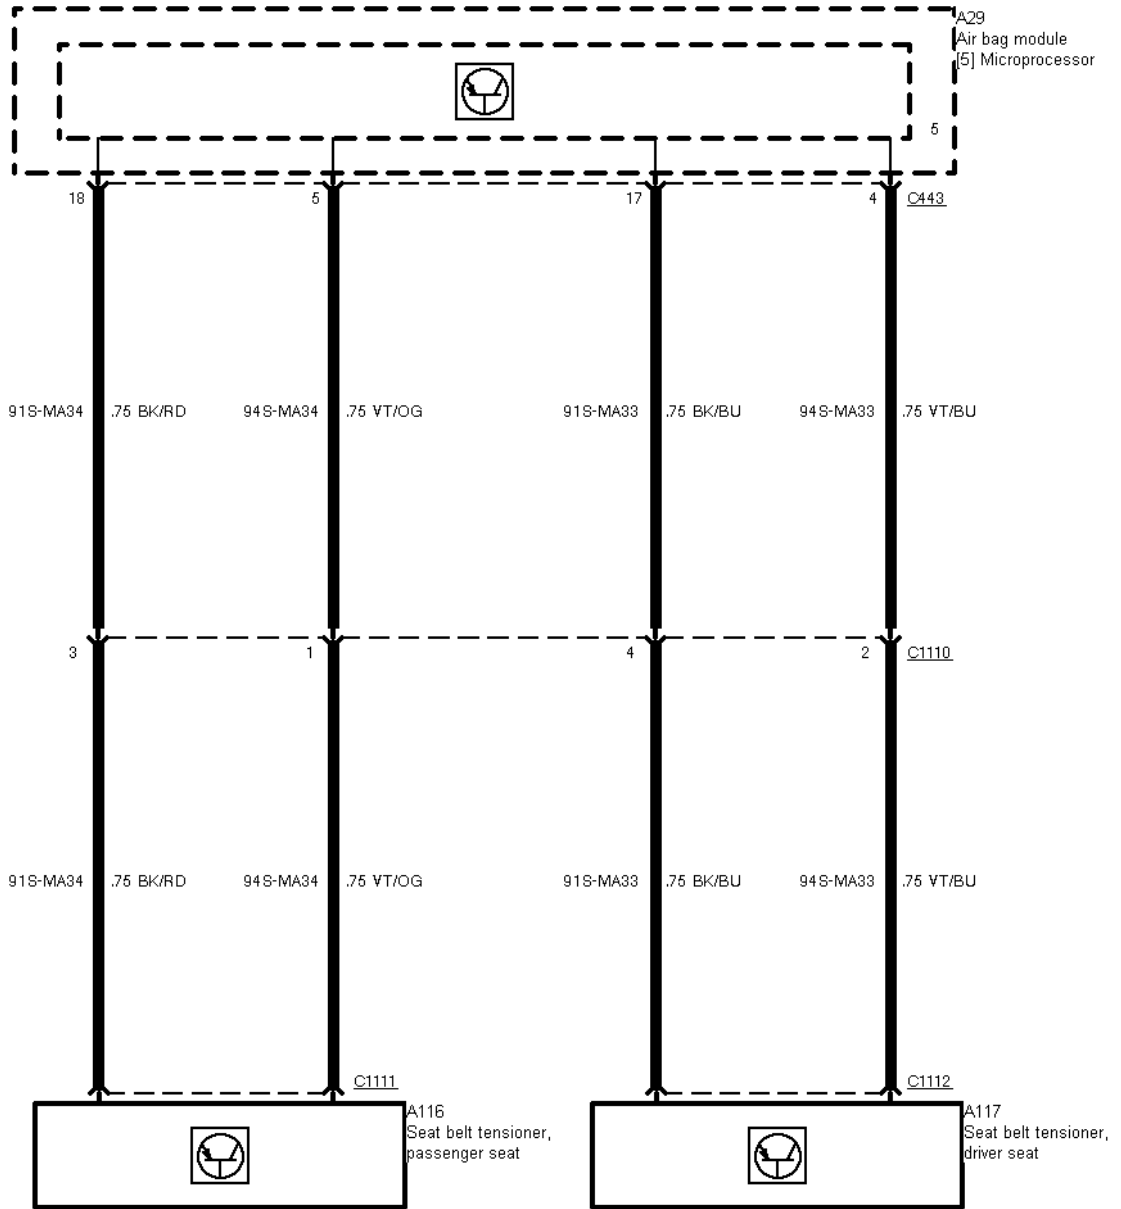 A29
Air bag module
[5] Microprocessor
5
18 5 17 4 C443
91S-MA34 .75 BK/RD 94S-MA34 .75 VT/OG 91S-MA33 .75 BK/BU 94S-MA33 .75 VT/BU
3 1 4 2 C1110
91S-MA34 .75 BK/RD 94S-MA34 .75 VT/OG 91S-MA33 .75 BK/BU 94S-MA33 .75 VT/BU
C1111 C1112
A116
Seat belt tensioner,
passenger seat
A117
Seat belt tensioner,
driver seat